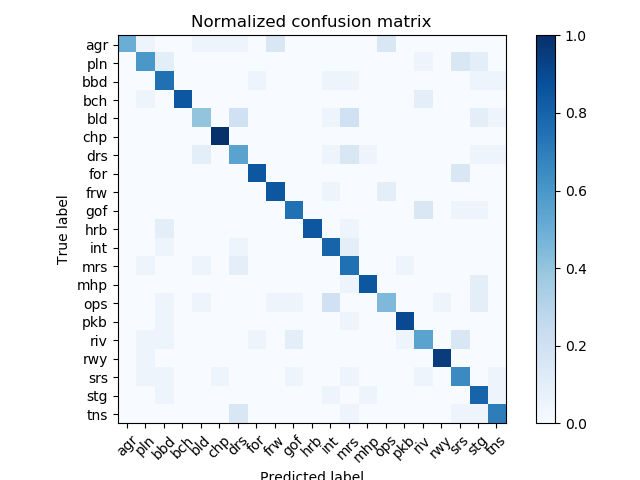 Normalized confusion matrix
True label
agr
pln
bbd
bch
bld
chp
drs
for
frw
gof
hrb
int
mrs
mhp
ops
pkb
riv
rwy
srs
stg
tns
agr pln bbd bch bld chp drs for frw gof hrb int mrs mhp ops pkb riv rwy srs stg tns
Predicted label
1.0
0.8
0.6
0.4
0.2
0.0